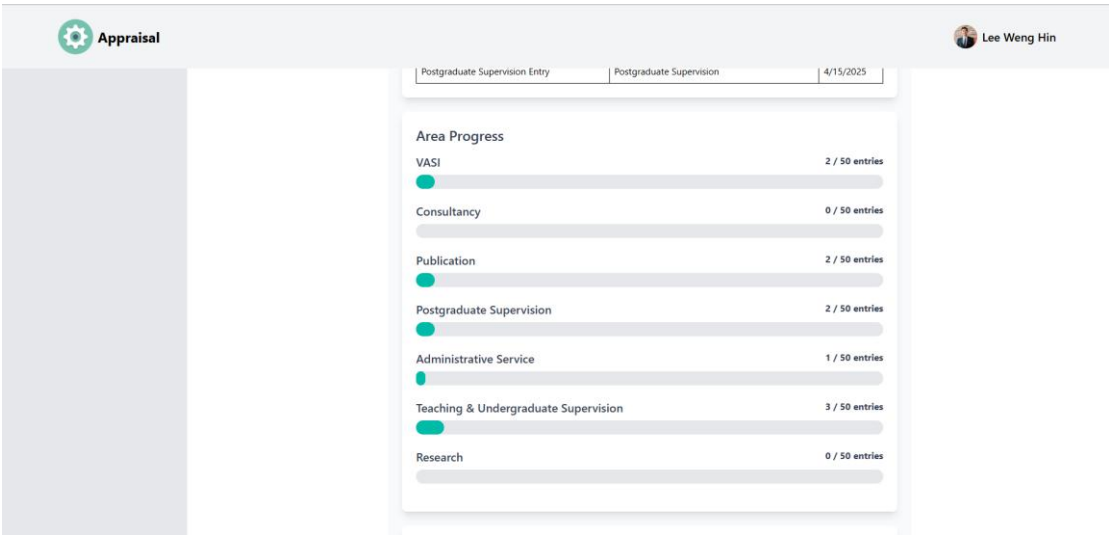 Appraisal
Lee Weng Hin
Postgraduate Supervision Entry Postgraduate Supervision 4/15/2025
Area Progress
VASI 2 / 50 entries
Consultancy 0 / 50 entries
Publication 2 / 50 entries
Postgraduate Supervision 2 / 50 entries
Administrative Service 1 / 50 entries
Teaching & Undergraduate Supervision 3 / 50 entries
Research 0 / 50 entries